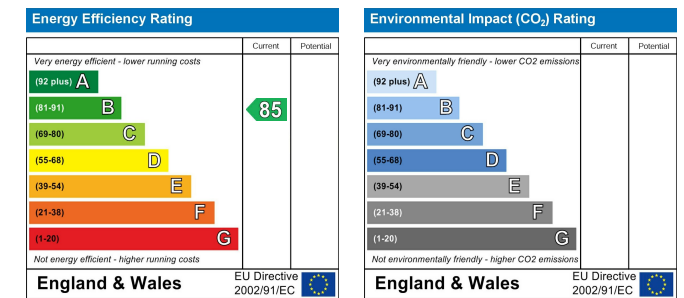 Energy Efficiency Rating
Current Potential
Very energy efficient - lower running costs
(92 plus) A
(81-91) B 85
(69-80) C
(55-68) D
(39-54) E
(21-38) F
(1-20) G
Not energy efficient - higher running costs
England & Wales
EU Directive
2002/91/EC
Environmental Impact (CO₂) Rating
Current Potential
Very environmentally friendly - lower CO2 emissions
(92 plus) A
(81-91) B
(69-80) C
(55-68) D
(39-54) E
(21-38) F
(1-20) G
Not environmentally friendly - higher CO2 emissions
England & Wales
EU Directive
2002/91/EC